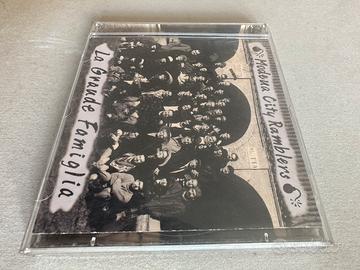 La Grande Famiglia
Modena City Ramblers